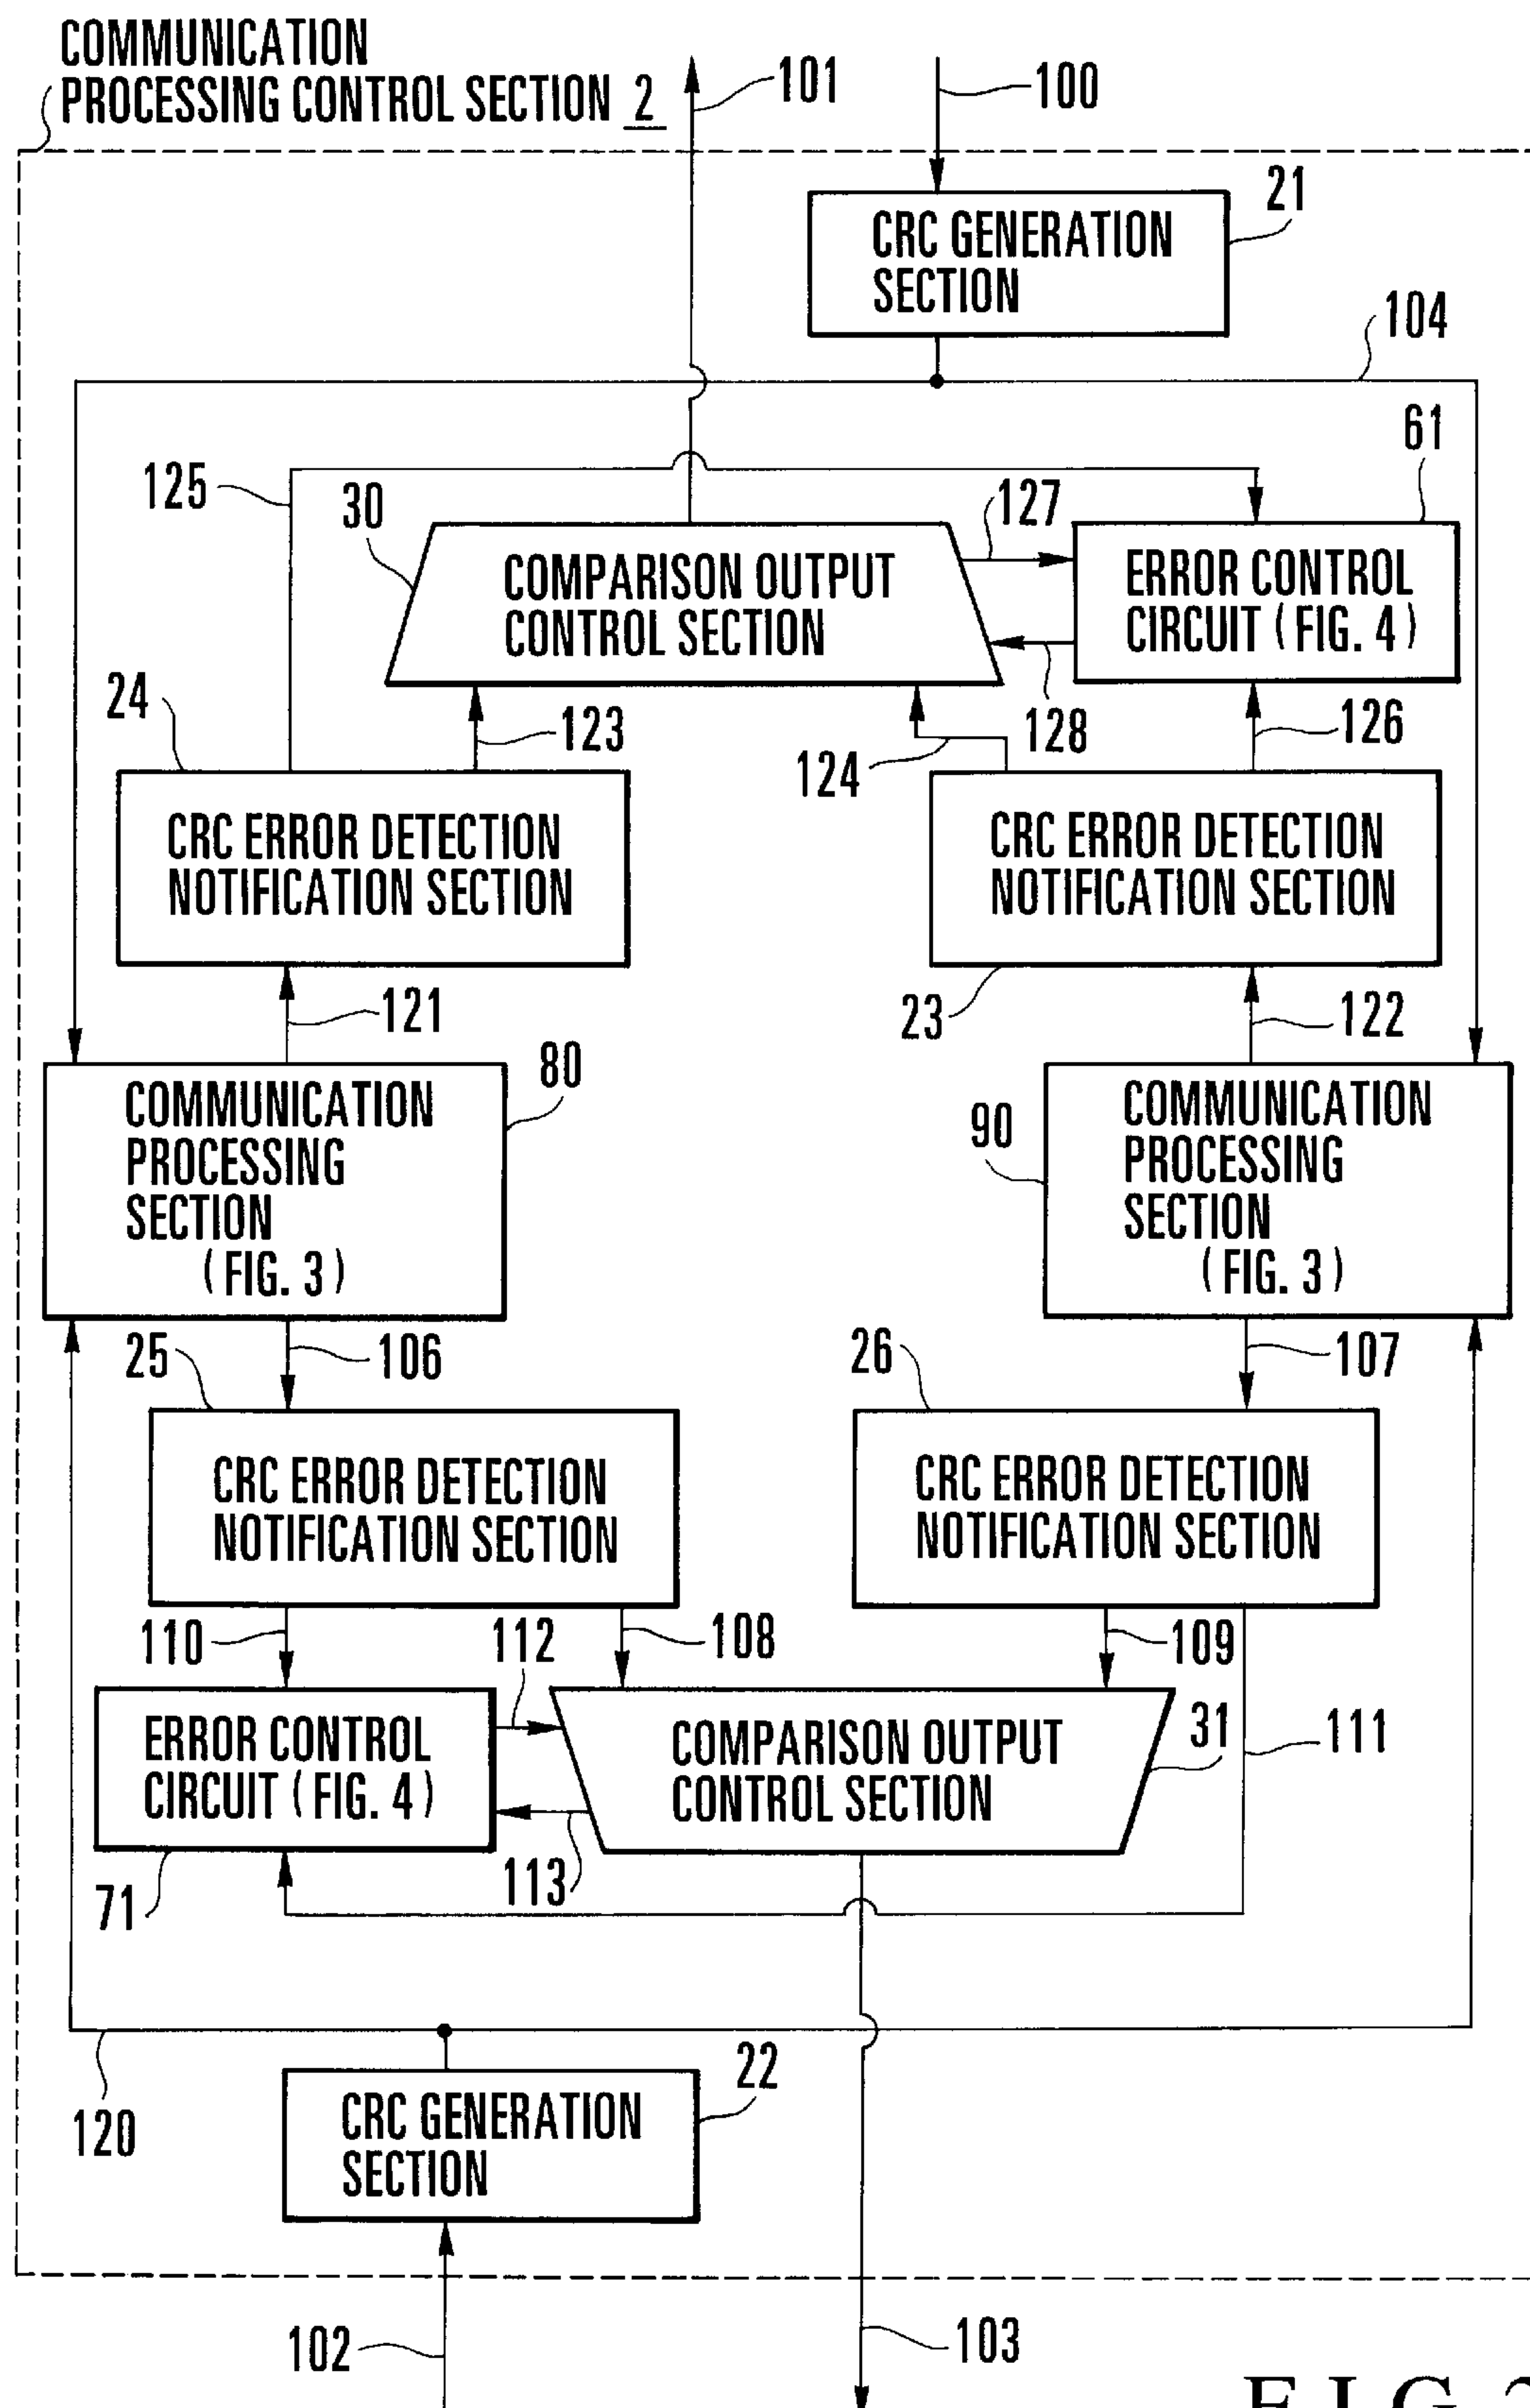 COMMUNICATION
PROCESSING CONTROL SECTION 2
101
100
21
CRC GENERATION
SECTION
104
61
125
30
127
COMPARISON OUTPUT
CONTROL SECTION
ERROR CONTROL
CIRCUIT (FIG. 4)
24
123
128
126
124
CRC ERROR DETECTION
NOTIFICATION SECTION
CRC ERROR DETECTION
NOTIFICATION SECTION
121
23
122
80
COMMUNICATION
PROCESSING
SECTION
(FIG. 3)
90
COMMUNICATION
PROCESSING
SECTION
(FIG. 3)
25
106
26
107
CRC ERROR DETECTION
NOTIFICATION SECTION
CRC ERROR DETECTION
NOTIFICATION SECTION
110
112
108
109
ERROR CONTROL
CIRCUIT (FIG. 4)
COMPARISON OUTPUT
CONTROL SECTION
31
111
71
113
22
120
CRC GENERATION
SECTION
102
103
FIG.